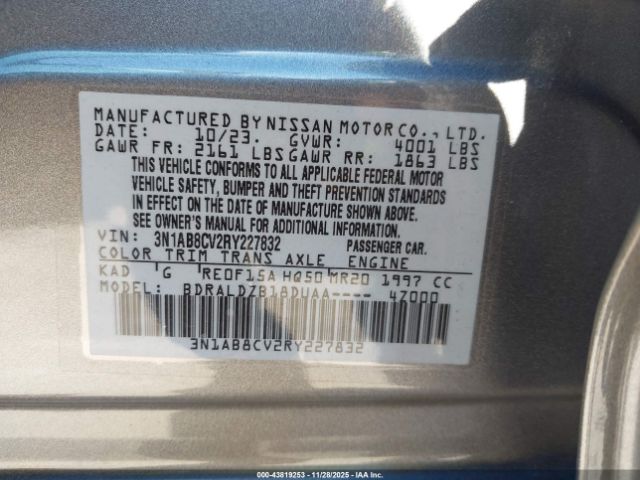 MANUFACTURED BY NISSAN MOTOR CO., LTD.
DATE: 10/23. GVWR: 4001 LBS
GAWR FR: 2161 LBS GAWR RR: 1863 LBS
THIS VEHICLE CONFORMS TO ALL APPLICABLE FEDERAL MOTOR
VEHICLE SAFETY, BUMPER AND THEFT PREVENTION STANDARDS
IN EFFECT ON THE DATE OF MANUFACTURE SHOWN ABOVE.
SEE OWNER'S MANUAL FOR ADDITIONAL INFORMATION.
VIN: 3N1AB8CV2RY227832 PASSENGER CAR.
COLOR TRIM TRANS AXLE ENGINE
KAD G RE0F15A HQ50 MR20 1997 CC
MODEL: BDRALDZB18DUAA---- 4Z000
3N1AB8CV2RY227832
00-43819253 | 11/28/2025 - IAA Inc.